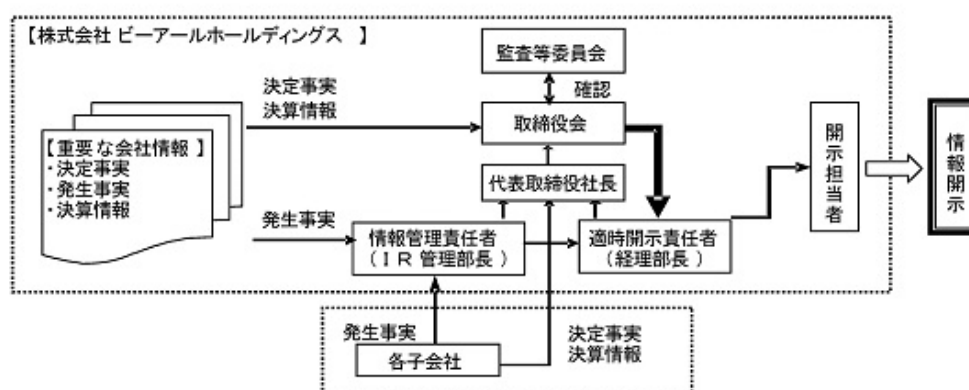 【株式会社 ビーアールホールディングス 】
監査等委員会
決定事実
決算情報
確認
取締役会
【重要な会社情報 】
・決定事実
・発生事実
・決算情報
代表取締役社長
開示担当者
情報開示
発生事実
情報管理責任者
(ＩＲ 管理部長)
適時開示責任者
(経理部長)
発生事実
決定事実
決算情報
各子会社